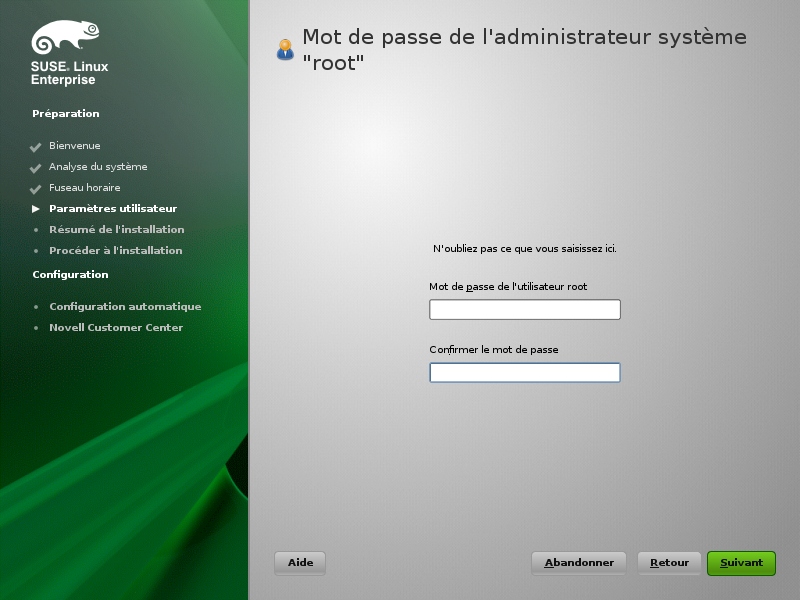 SUSE® Linux
Enterprise
Préparation
Bienvenue
Analyse du système
Fuseau horaire
Paramètres utilisateur
Résumé de l'installation
Procéder à l'installation
Configuration
Configuration automatique
Novell Customer Center
Mot de passe de l'administrateur système
"root"
N'oubliez pas ce que vous saisissez ici.
Mot de passe de l'utilisateur root
Confirmer le mot de passe
Aide
Abandonner
Retour
Suivant